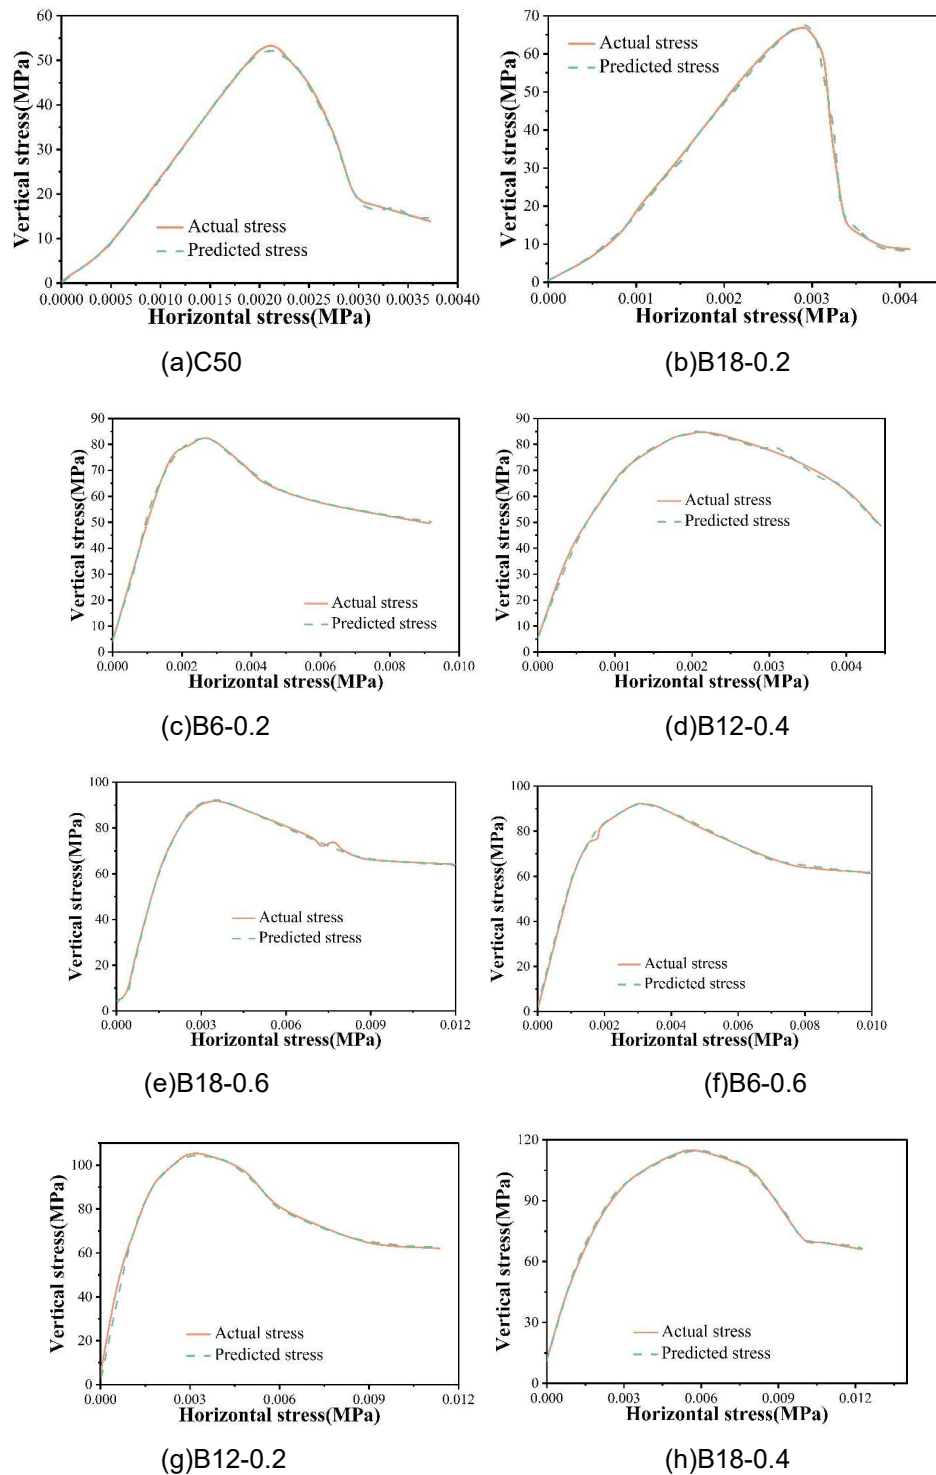 60
50
40
30
20
10
0
Vertical stress(MPa)
Actual stress
Predicted stress
0.0000 0.0005 0.0010 0.0015 0.0020 0.0025 0.0030 0.0035 0.0040
Horizontal stress(MPa)
(a)C50
70
60
50
40
30
20
10
0
Vertical stress(MPa)
Actual stress
Predicted stress
0.000 0.001 0.002 0.003 0.004
Horizontal stress(MPa)
(b)B18-0.2
90
80
70
60
50
40
30
20
10
0
Vertical stress(MPa)
Actual stress
Predicted stress
0.000 0.002 0.004 0.006 0.008 0.010
Horizontal stress(MPa)
(c)B6-0.2
90
80
70
60
50
40
30
20
10
0
Vertical stress(MPa)
Actual stress
Predicted stress
0.000 0.001 0.002 0.003 0.004
Horizontal stress(MPa)
(d)B12-0.4
100
80
60
40
20
0
Vertical stress(MPa)
Actual stress
Predicted stress
0.000 0.003 0.006 0.009 0.012
Horizontal stress(MPa)
(e)B18-0.6
100
80
60
40
20
0
Vertical stress(MPa)
Actual stress
Predicted stress
0.000 0.002 0.004 0.006 0.008 0.010
Horizontal stress(MPa)
(f)B6-0.6
100
80
60
40
20
0
Vertical stress(MPa)
Actual stress
Predicted stress
0.000 0.003 0.006 0.009 0.012
Horizontal stress(MPa)
(g)B12-0.2
120
90
60
30
0
Vertical stress(MPa)
Actual stress
Predicted stress
0.000 0.003 0.006 0.009 0.012
Horizontal stress(MPa)
(h)B18-0.4